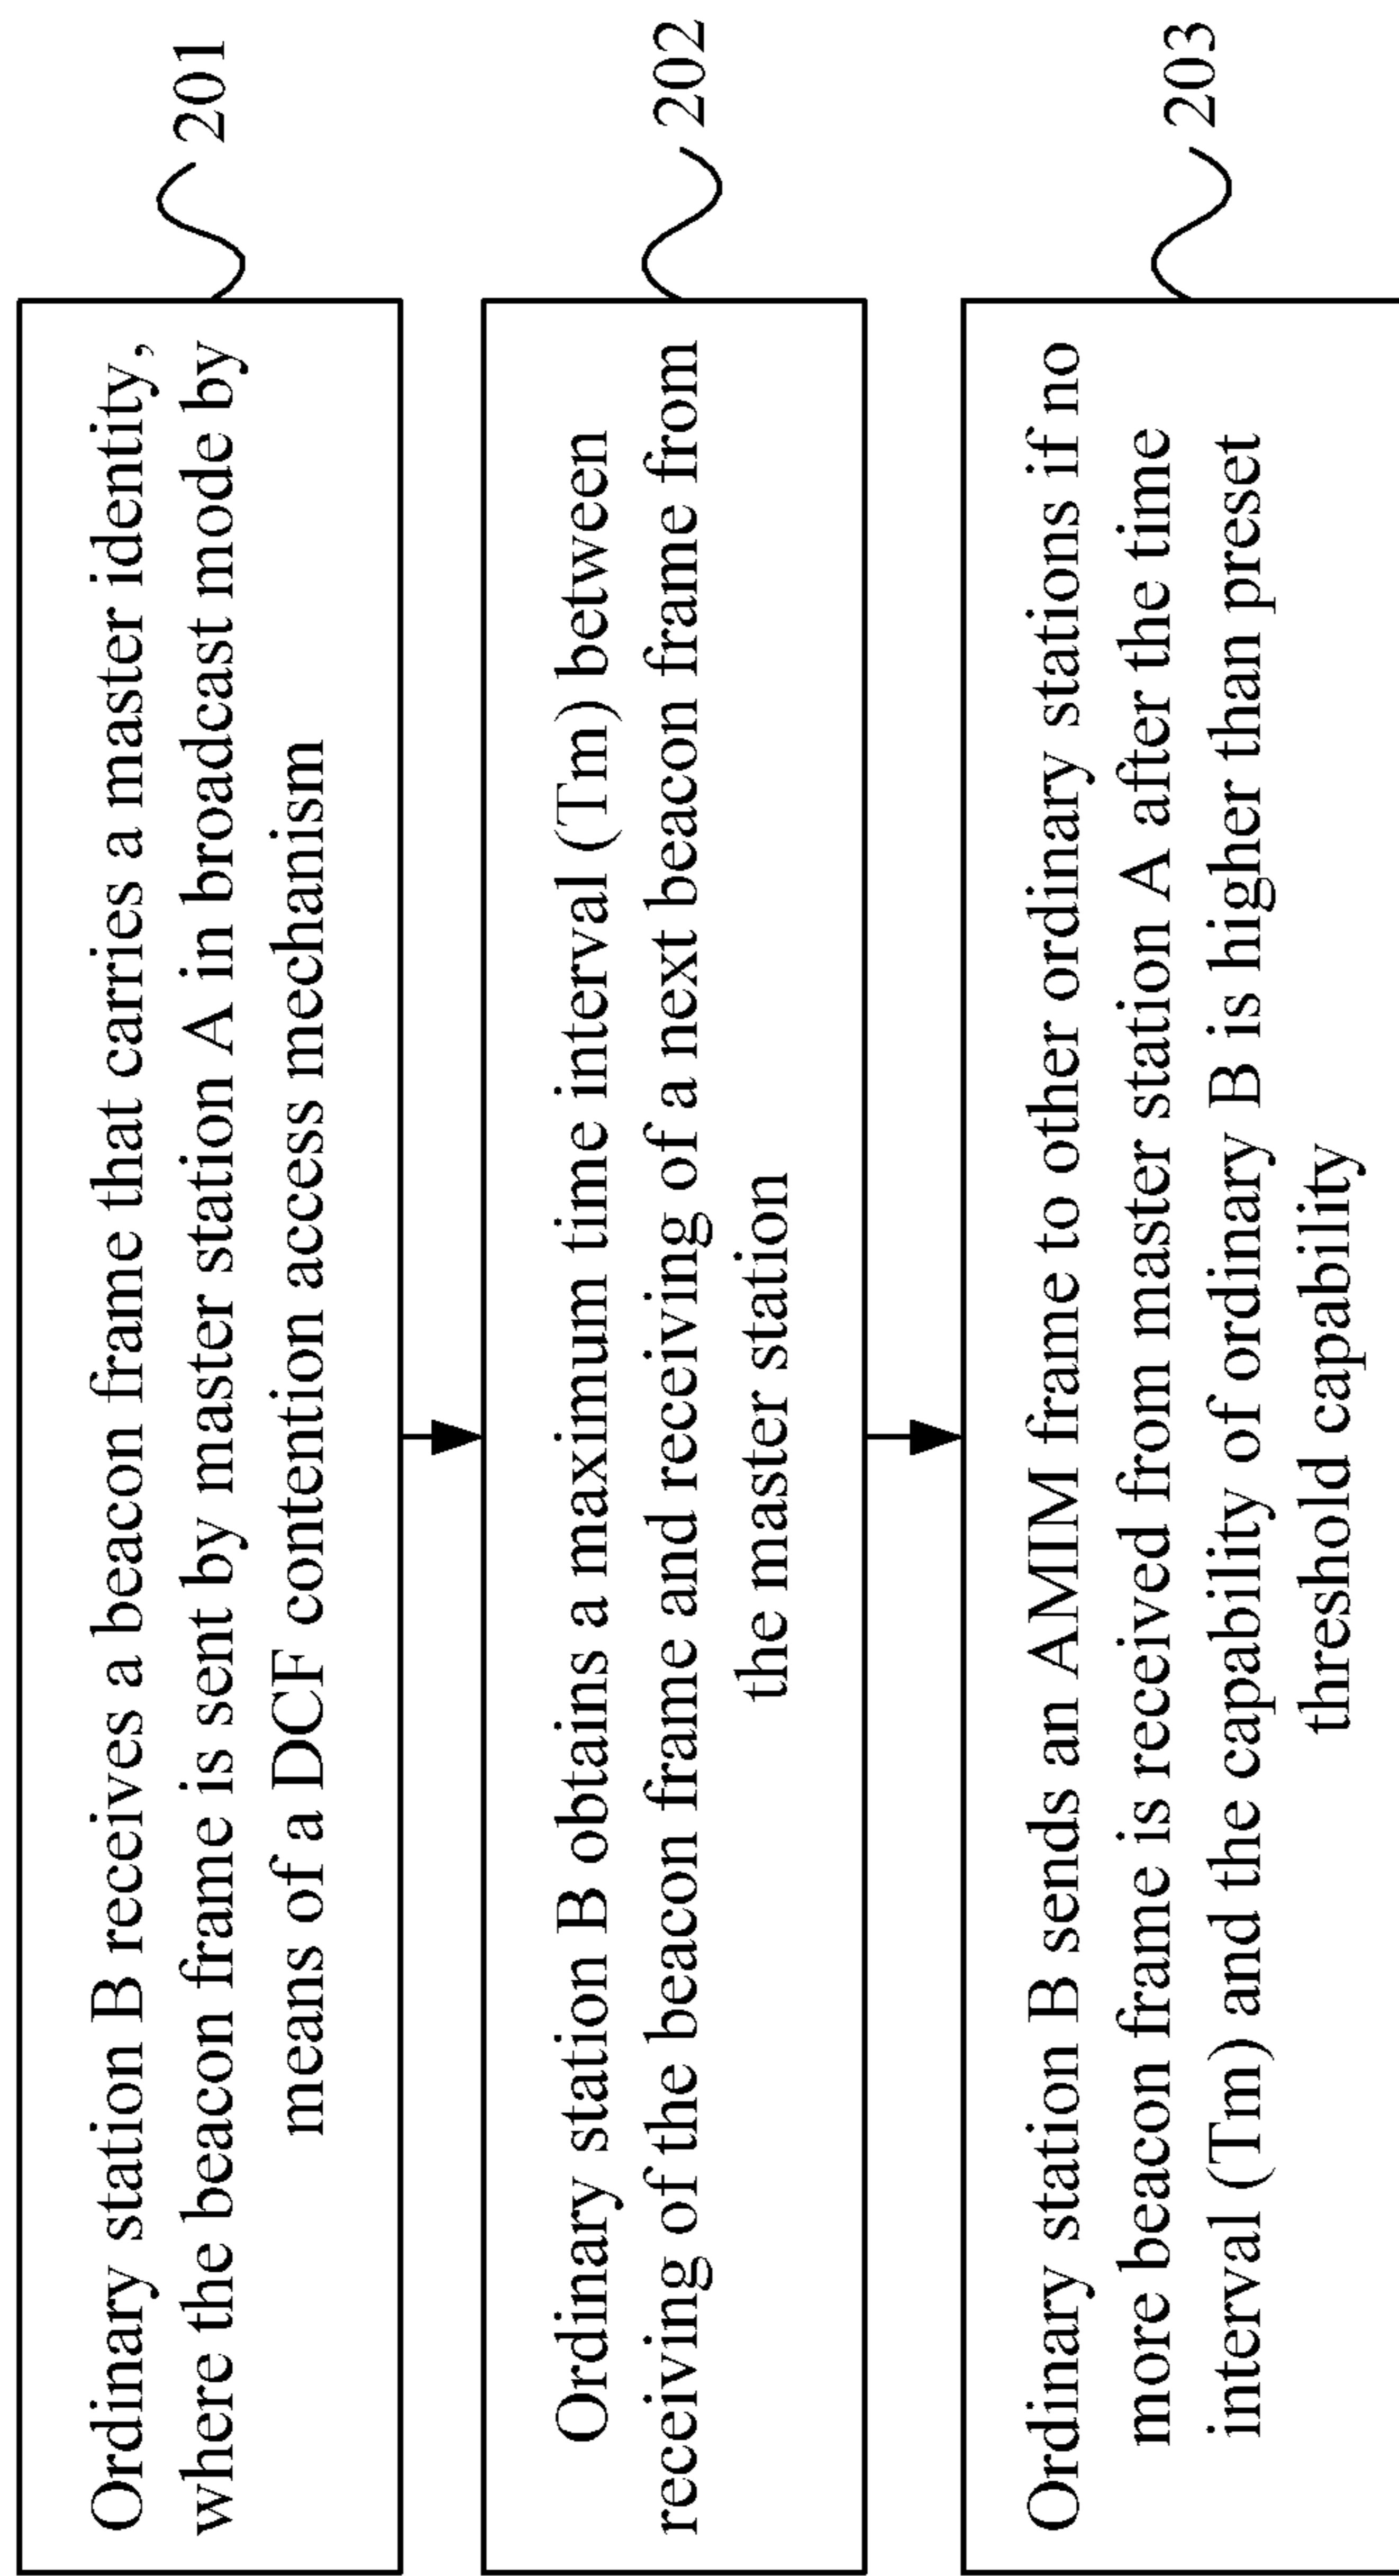 Ordinary station B receives a beacon frame that carries a master identity,
where the beacon frame is sent by master station A in broadcast mode by
means of a DCF contention access mechanism
201
Ordinary station B obtains a maximum time interval (Tm) between
receiving of the beacon frame and receiving of a next beacon frame from
the master station
202
Ordinary station B sends an AMIM frame to other ordinary stations if no
more beacon frame is received from master station A after the time
interval (Tm) and the capability of ordinary B is higher than preset
threshold capability
203